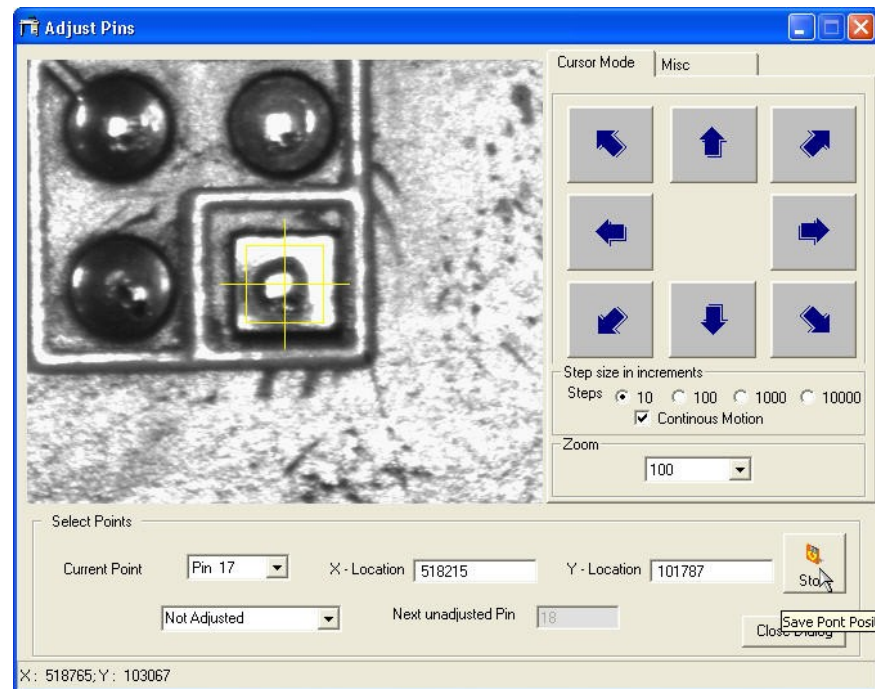 Adjust Pins
Cursor Mode
Misc
Step size in increments
Steps 10 100 1000 10000
Continous Motion
Zoom
100
Select Points
Current Point Pin 17 X - Location 518215 Y - Location 101787
Not Adjusted Next unadjusted Pin 18
Save Pont Posi
X : 518765; Y : 103067